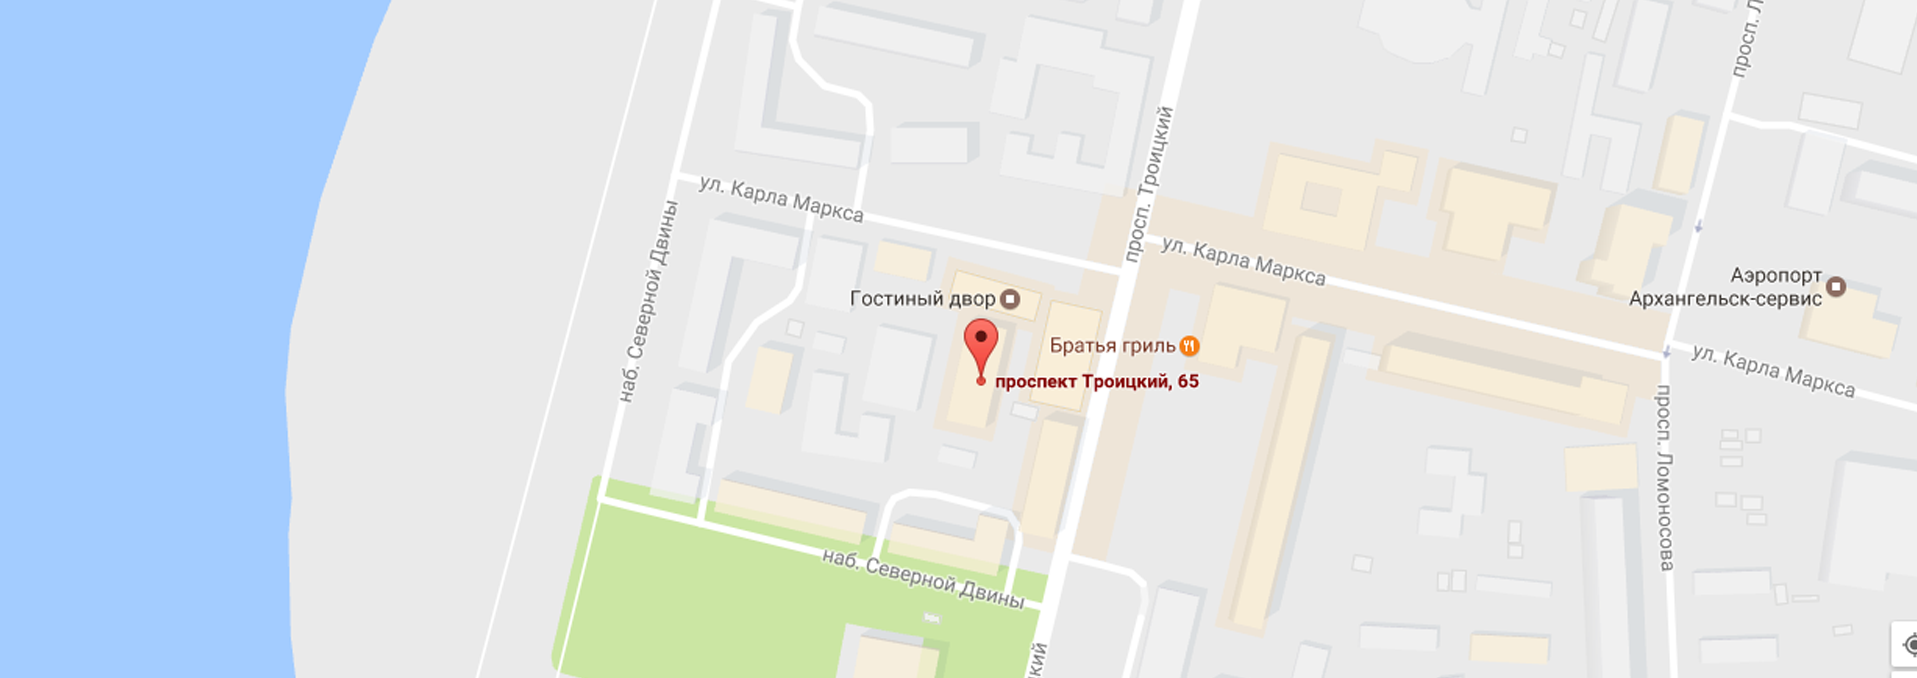 просп. Л
просп. Троицкий
ул. Карла Маркса
наб. Северной Двины
ул. Карла Маркса
Аэропорт
Архангельск-сервис
Гостиный двор
Братья гриль
проспект Троицкий, 65
ул. Карла Маркса
просп. Ломоносова
наб. Северной Двины
кий